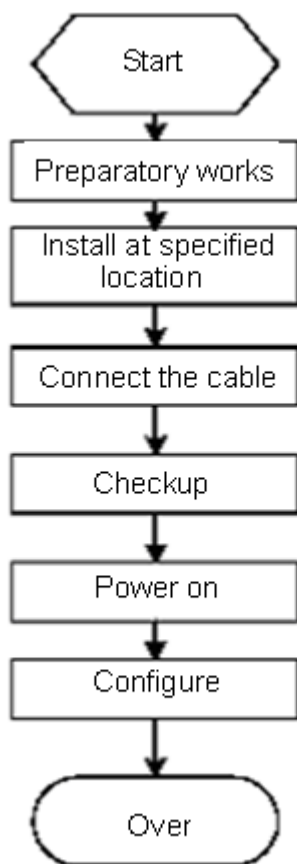 Start
Preparatory works
Install at specified
location
Connect the cable
Checkup
Power on
Configure
Over